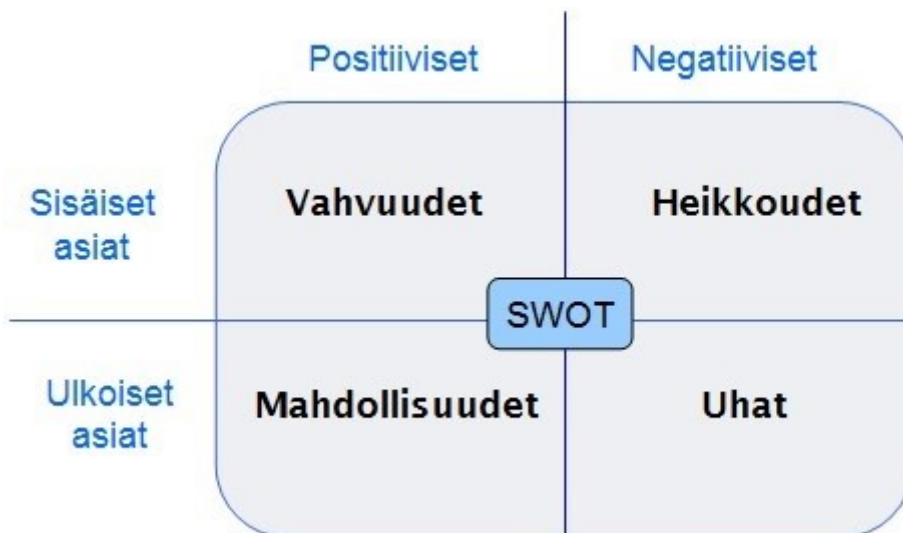 Positiiviset
Negatiiviset
Sisäiset
asiat
Vahvuudet
Heikkoudet
SWOT
Ulkoiset
asiat
Mahdollisuudet
Uhat